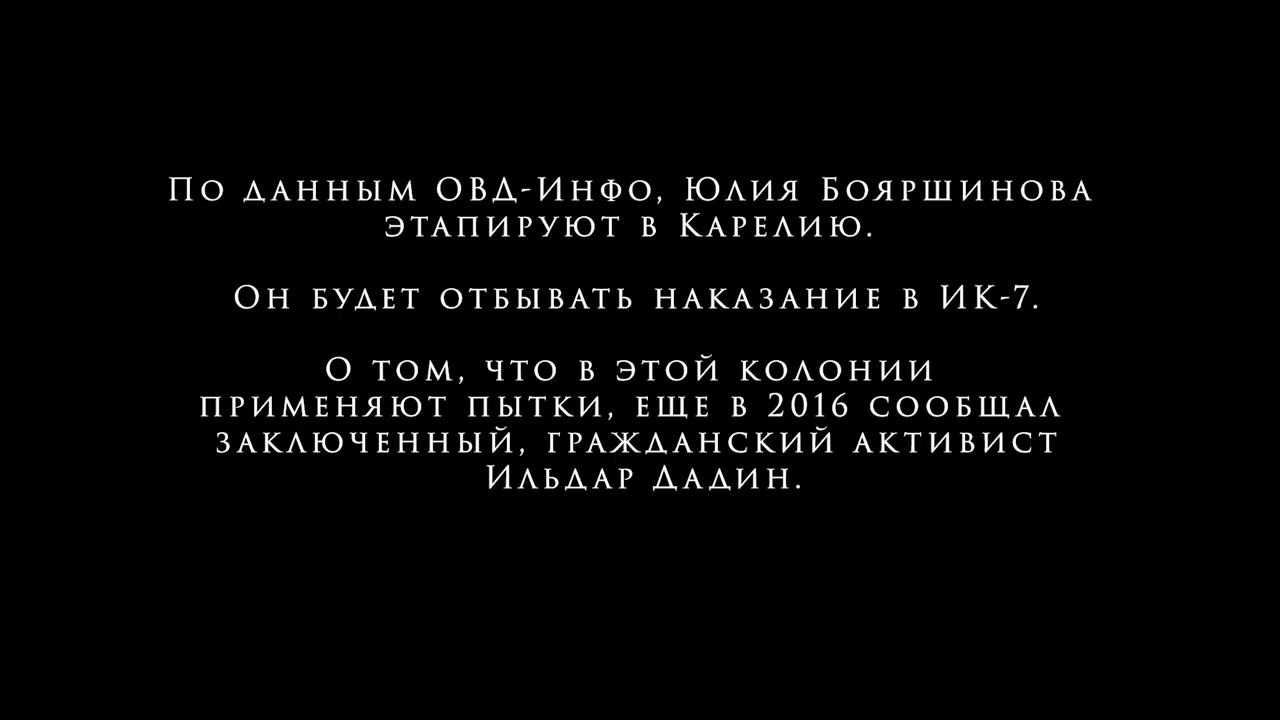 По данным ОВД-Инфо, Юлия Бояршинова
этапируют в Карелию.
Он будет отбывать наказание в ИК-7.
О том, что в этой колонии
применяют пытки, еще в 2016 сообщал
заключенный, гражданский активист
Ильдар Дадин.